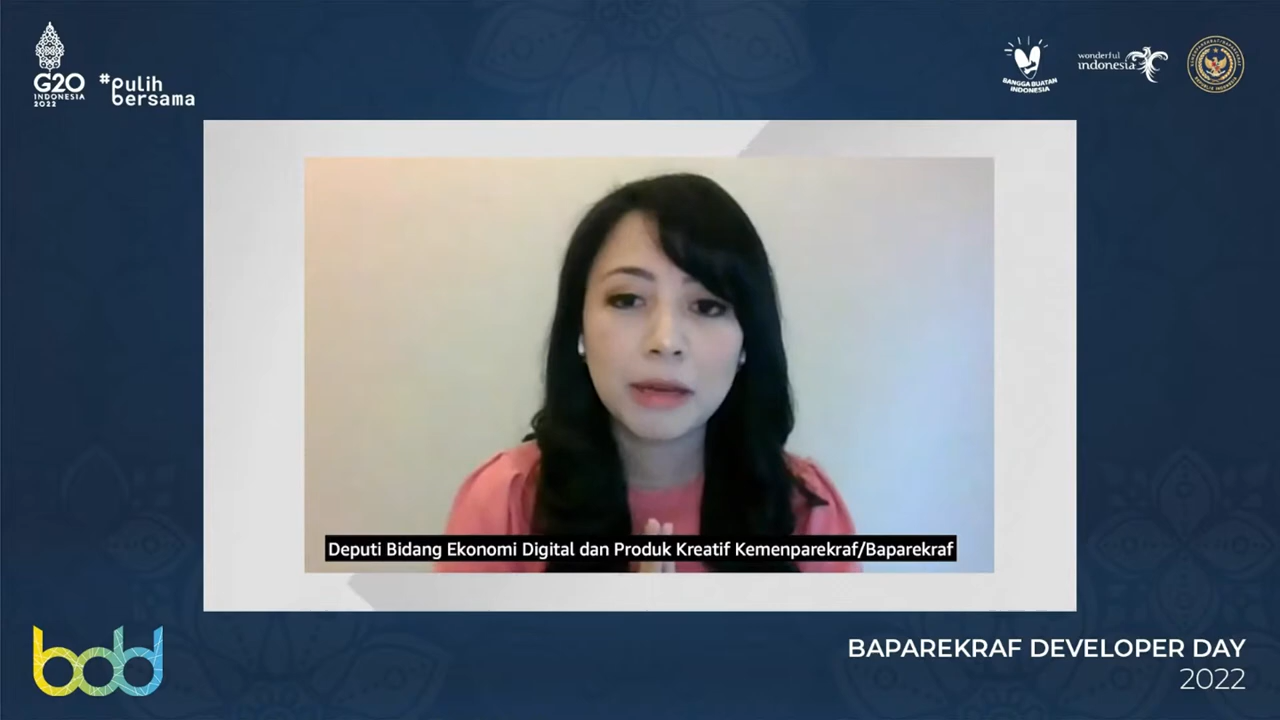 G20
INDONESIA
2022
#pulih
bersama
BANGGA BUATAN
INDONESIA
wonderful
indonesia
Deputi Bidang Ekonomi Digital dan Produk Kreatif Kemenparekraf/Baparekraf
bdd
BAPAREKRAF DEVELOPER DAY
2022